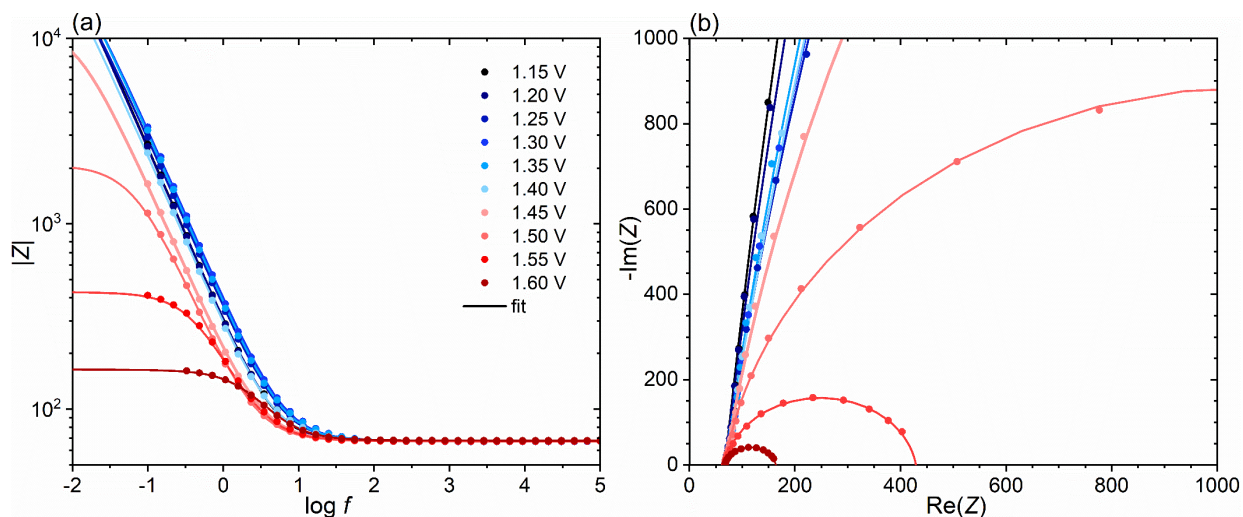 (a)
10⁴
10³
10²
|Z|
-2 -1 0 1 2 3 4 5
log f
1.15 V
1.20 V
1.25 V
1.30 V
1.35 V
1.40 V
1.45 V
1.50 V
1.55 V
1.60 V
fit
(b)
1000
800
600
400
200
0
-Im(Z)
200 400 600 800 1000
Re(Z)